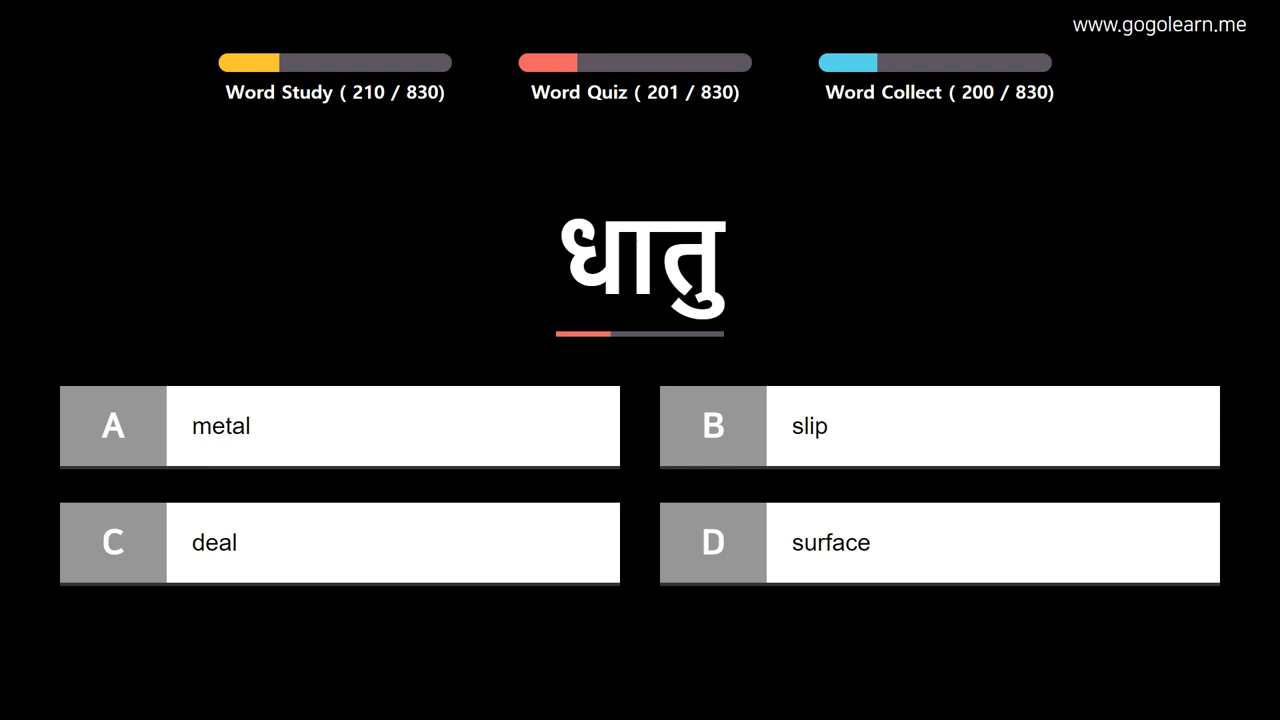 www.gogolearn.me
Word Study ( 210 / 830)
Word Quiz ( 201 / 830)
Word Collect ( 200 / 830)
धातु
A metal
B slip
C deal
D surface